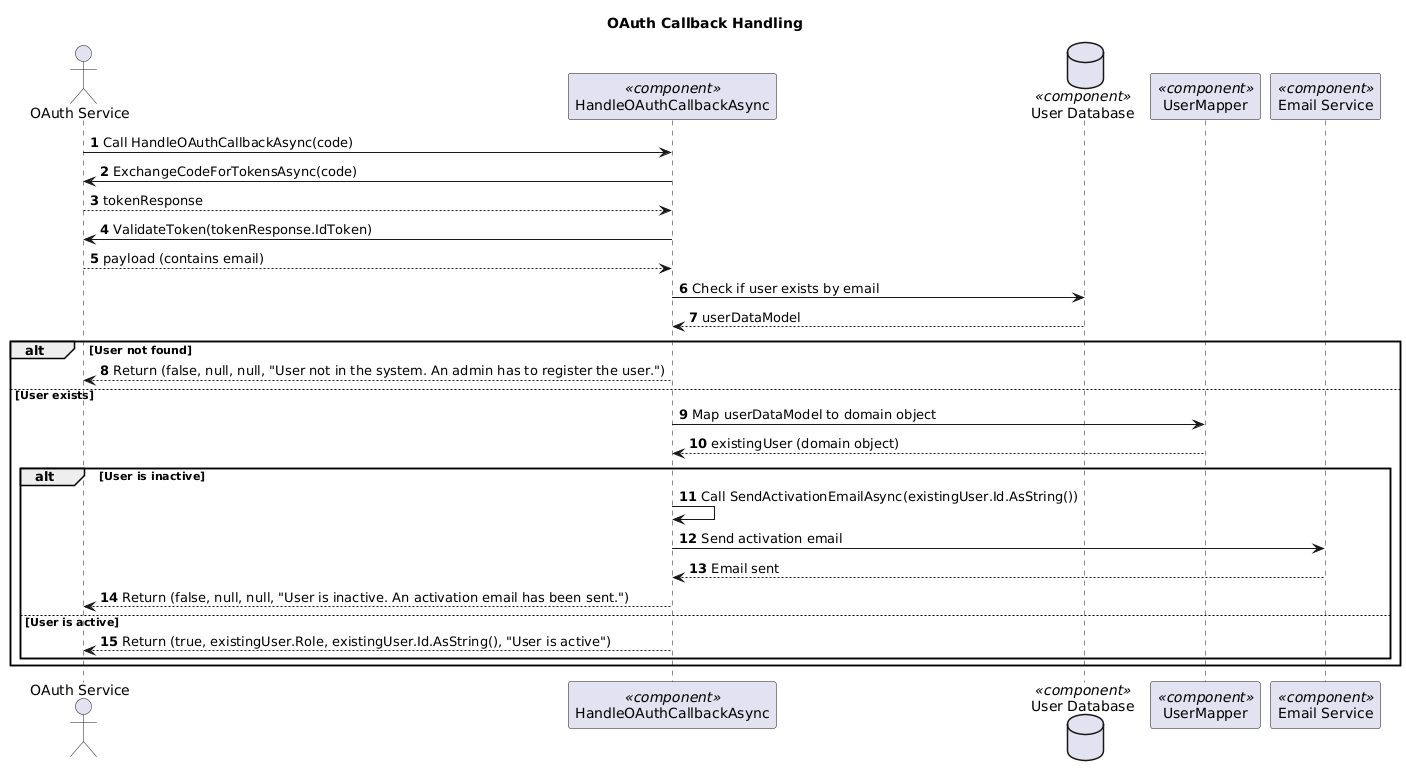 OAuth Callback Handling
OAuth Service
«component»
HandleOAuthCallbackAsync
«component»
User Database
«component»
UserMapper
«component»
Email Service
1 Call HandleOAuthCallbackAsync(code)
2 ExchangeCodeForTokensAsync(code)
3 tokenResponse
4 ValidateToken(tokenResponse.IdToken)
5 payload (contains email)
6 Check if user exists by email
7 userDataModel
alt [User not found]
8 Return (false, null, null, "User not in the system. An admin has to register the user.")
[User exists]
9 Map userDataModel to domain object
10 existingUser (domain object)
alt [User is inactive]
11 Call SendActivationEmailAsync(existingUser.Id.AsString())
12 Send activation email
13 Email sent
14 Return (false, null, null, "User is inactive. An activation email has been sent.")
[User is active]
15 Return (true, existingUser.Role, existingUser.Id.AsString(), "User is active")
OAuth Service
«component»
HandleOAuthCallbackAsync
«component»
User Database
«component»
UserMapper
«component»
Email Service